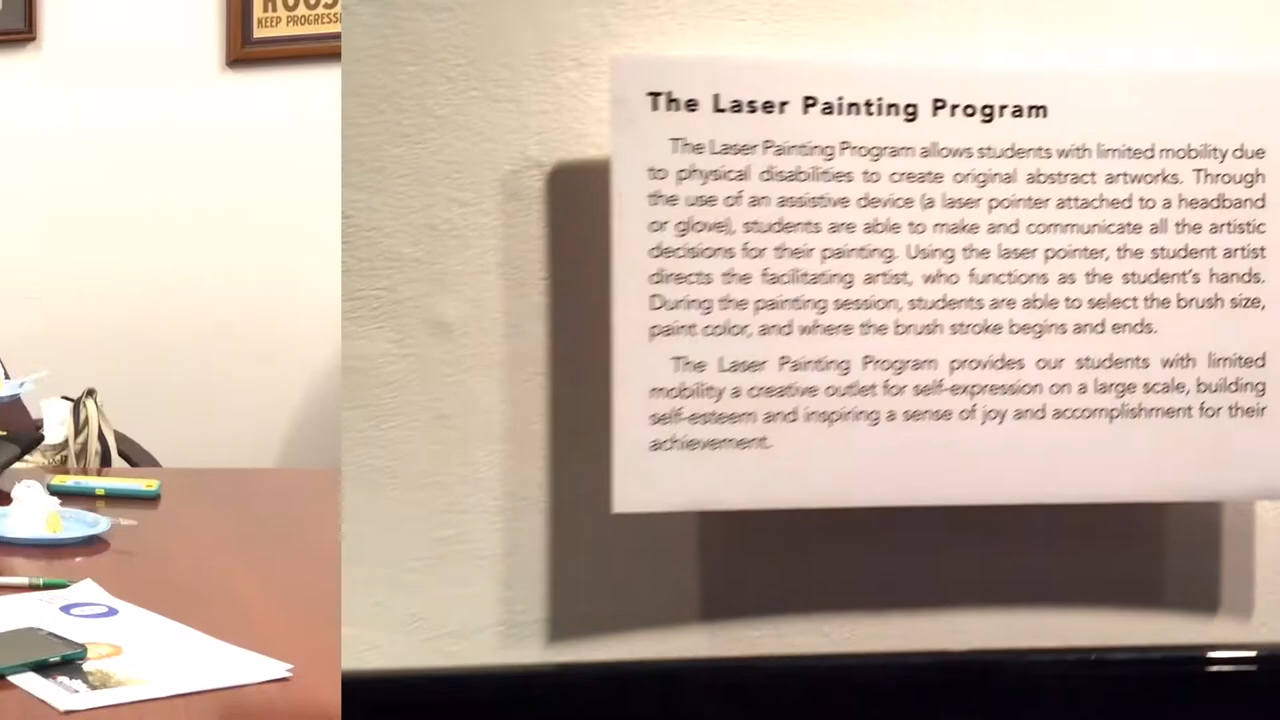 KEEP PROGRESS
The Laser Painting Program
The Laser Painting Program allows students with limited mobility due
to physical disabilities to create original abstract artworks. Through
the use of an assistive device (a laser pointer attached to a headband
or glove), students are able to make and communicate all the artistic
decisions for their painting. Using the laser pointer, the student artist
directs the facilitating artist, who functions as the student's hands.
During the painting session, students are able to select the brush size,
paint color, and where the brush stroke begins and ends.
The Laser Painting Program provides our students with limited
mobility a creative outlet for self-expression on a large scale, building
self-esteem and inspiring a sense of joy and accomplishment for their
achievement.